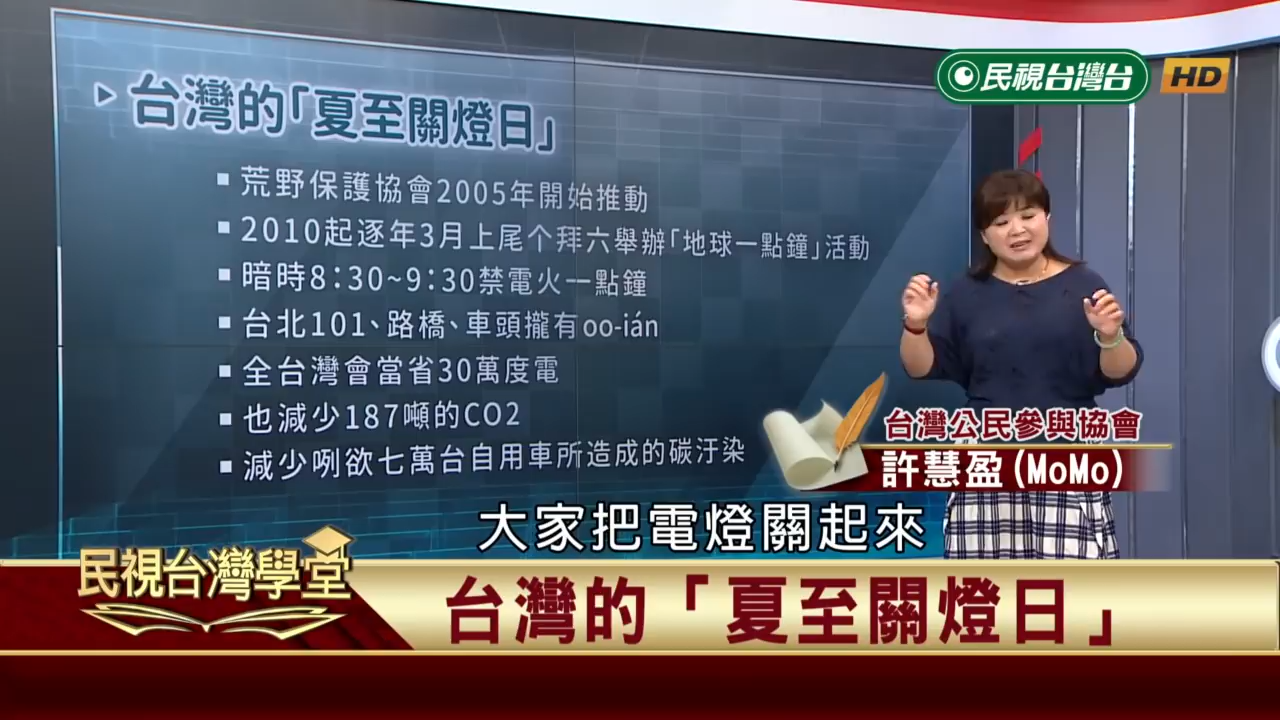 民視台灣台 HD
台灣的「夏至關燈日」
荒野保護協會2005年開始推動
2010起逐年3月上尾个拜六舉辦「地球一點鐘」活動
暗時8:30~9:30禁電火一點鐘
台北101、路橋、車頭攏有oo-ián
全台灣會當省30萬度電
也減少187噸的CO2
減少咧欲七萬台自用車所造成的碳汙染
台灣公民參與協會
許慧盈(MoMo)
大家把電燈關起來
民視台灣學堂
台灣的「夏至關燈日」